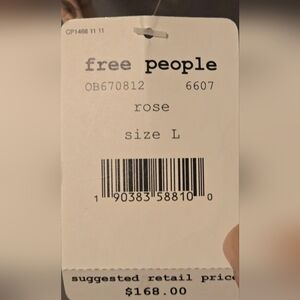 CP1468 11 11
free people
OB670812 6607
rose
size L
1 90383 58810 0
suggested retail price
$168.00